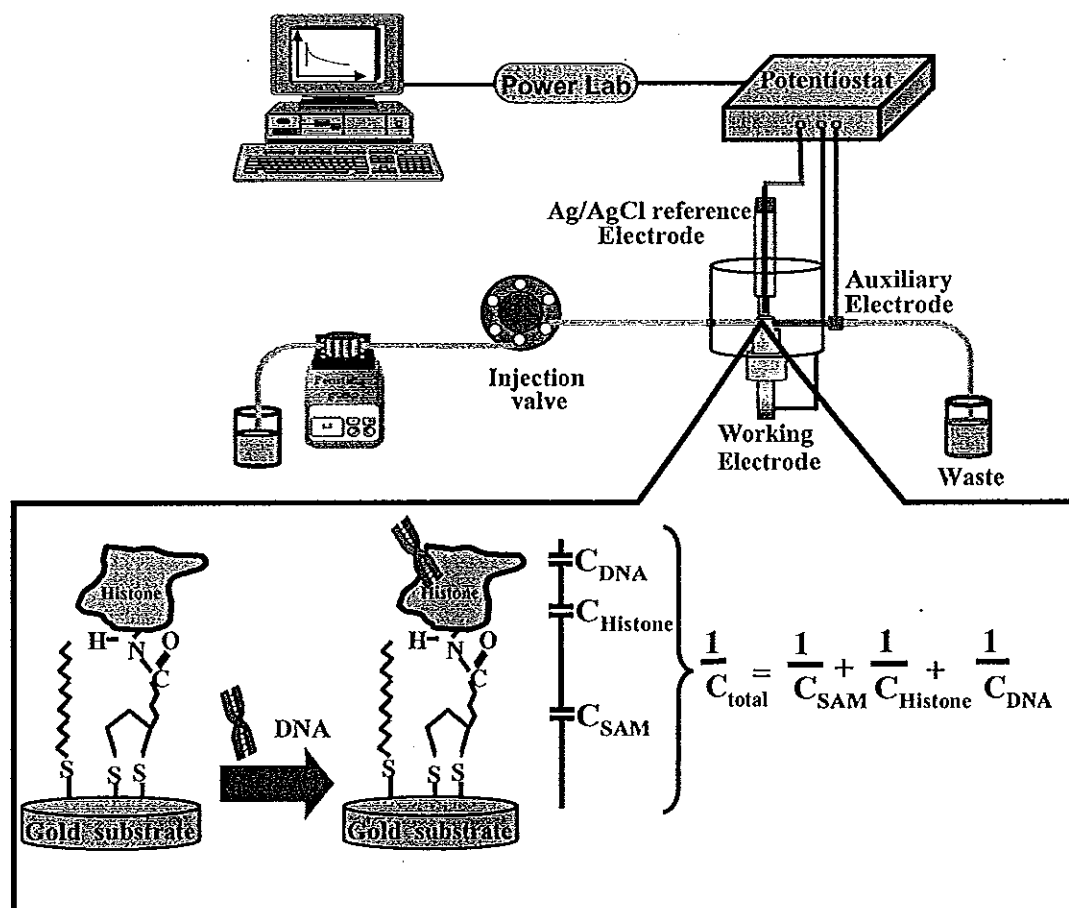 Power Lab
Potentiostat
Ag/AgCl reference
Electrode
Auxiliary
Electrode
Injection
valve
Working
Electrode
Waste
Histone
H-N
O
C
S
S S
Gold substrate
DNA
Histone
H-N
O
C
S
S S
Gold substrate
C_DNA
C_Histone
C_SAM
1/C_total = 1/C_SAM + 1/C_Histone + 1/C_DNA